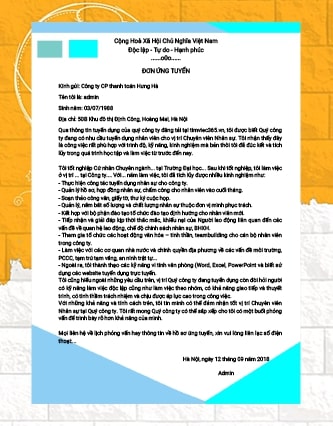 Cộng Hoà Xã Hội Chủ Nghĩa Việt Nam
Độc lập - Tự do - Hạnh phúc
......o0o......
ĐƠN ỨNG TUYỂN
Kính gửi: Công ty CP thanh toán Hưng Hà
Tên tôi là: admin
Sinh năm: 03/07/1988
Địa chỉ: 50B Khu đô thị Định Công, Hoàng Mai, Hà Nội
Qua thông tin tuyển dụng của quý công ty đăng tải tại timviec365.vn, tôi được biết Quý công
ty đang có nhu cầu tuyển dụng nhân viên cho vị trí Chuyên viên Nhân sự. Tôi nhận thấy đây
là công việc rất phù hợp với trình độ, kỹ năng, kinh nghiệm mà bản thân tôi đã đúc kết và tích
lũy trong quá trình học tập và làm việc từ trước đến nay.
Tôi tốt nghiệp Cử nhân Chuyên ngành... tại Trường Đại học... Sau khi tốt nghiệp, tôi làm việc
ở vị trí ... tại Công ty.... Với... năm làm việc, tôi đã tích lũy được nhiều kinh nghiệm như:
- Thực hiện công tác tuyển dụng nhân sự cho công ty.
- Quản lý hồ sơ, hợp đồng nhân sự, chấm công cho nhân viên vào cuối tháng.
- Soạn thảo công văn, giấy tờ, thư ký cuộc họp.
- Quản lý, nắm bắt số lượng và chất lượng nhân sự thuộc đơn vị mình phục trách.
- Kết hợp với bộ phận đào tạo tổ chức đào tạo định hướng cho nhân viên mới.
- Tiếp nhận và giải đáp kịp thời thắc mắc, khiếu nại của Người lao động liên quan đến các
vấn đề về quan hệ lao động, chế độ chính sách nhân sự, BHXH.
- Tham gia tổ chức các hoạt động văn hóa – tinh thần, teambuilding cho cán bộ nhân viên
trong công ty.
- Làm việc với các cơ quan nhà nước và chính quyền địa phương về các vấn đề môi trường,
PCCC, tạm trú tạm vắng, an ninh trật tự...
- Ngoài ra, tôi thành thạo các kỹ năng vi tính văn phòng (Word, Excel, PowerPoint và biết sử
dụng các website tuyển dụng trực tuyến.
Tôi cũng hiểu ngoài những yêu cầu trên, vị trí Quý công ty đang tuyển dụng còn đòi hỏi người
có kỹ năng làm việc độc lập cũng như làm việc theo nhóm, có khả năng giao tiếp và thuyết
trình, có tinh thần trách nhiệm và chịu được áp lực cao trong công việc.
Với những khả năng và tích cách trên, tôi tin mình có thể đảm nhận tốt vị trí Chuyên viên
Nhân sự tại Quý công ty. Tôi rất mong Quý công ty có thể sắp xếp cho tôi có một buổi phỏng
vấn để trình bày rõ hơn khả năng của mình.
Mọi liên hệ về lịch phỏng vấn hay thông tin về hồ sơ ứng tuyển, xin vui lòng liên lạc số điện
thoại:...
Hà Nội, ngày 12 tháng 09 năm 2018
Admin